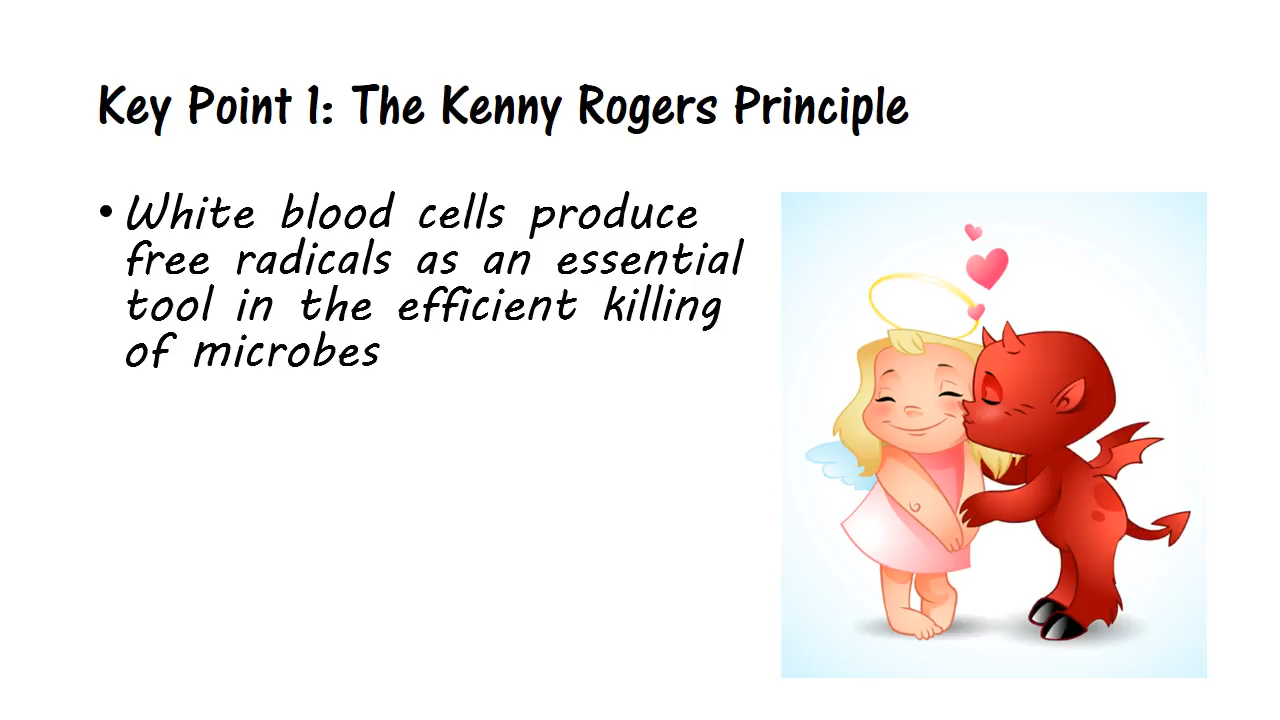 Key Point 1: The Kenny Rogers Principle
• White blood cells produce
free radicals as an essential
tool in the efficient killing
of microbes